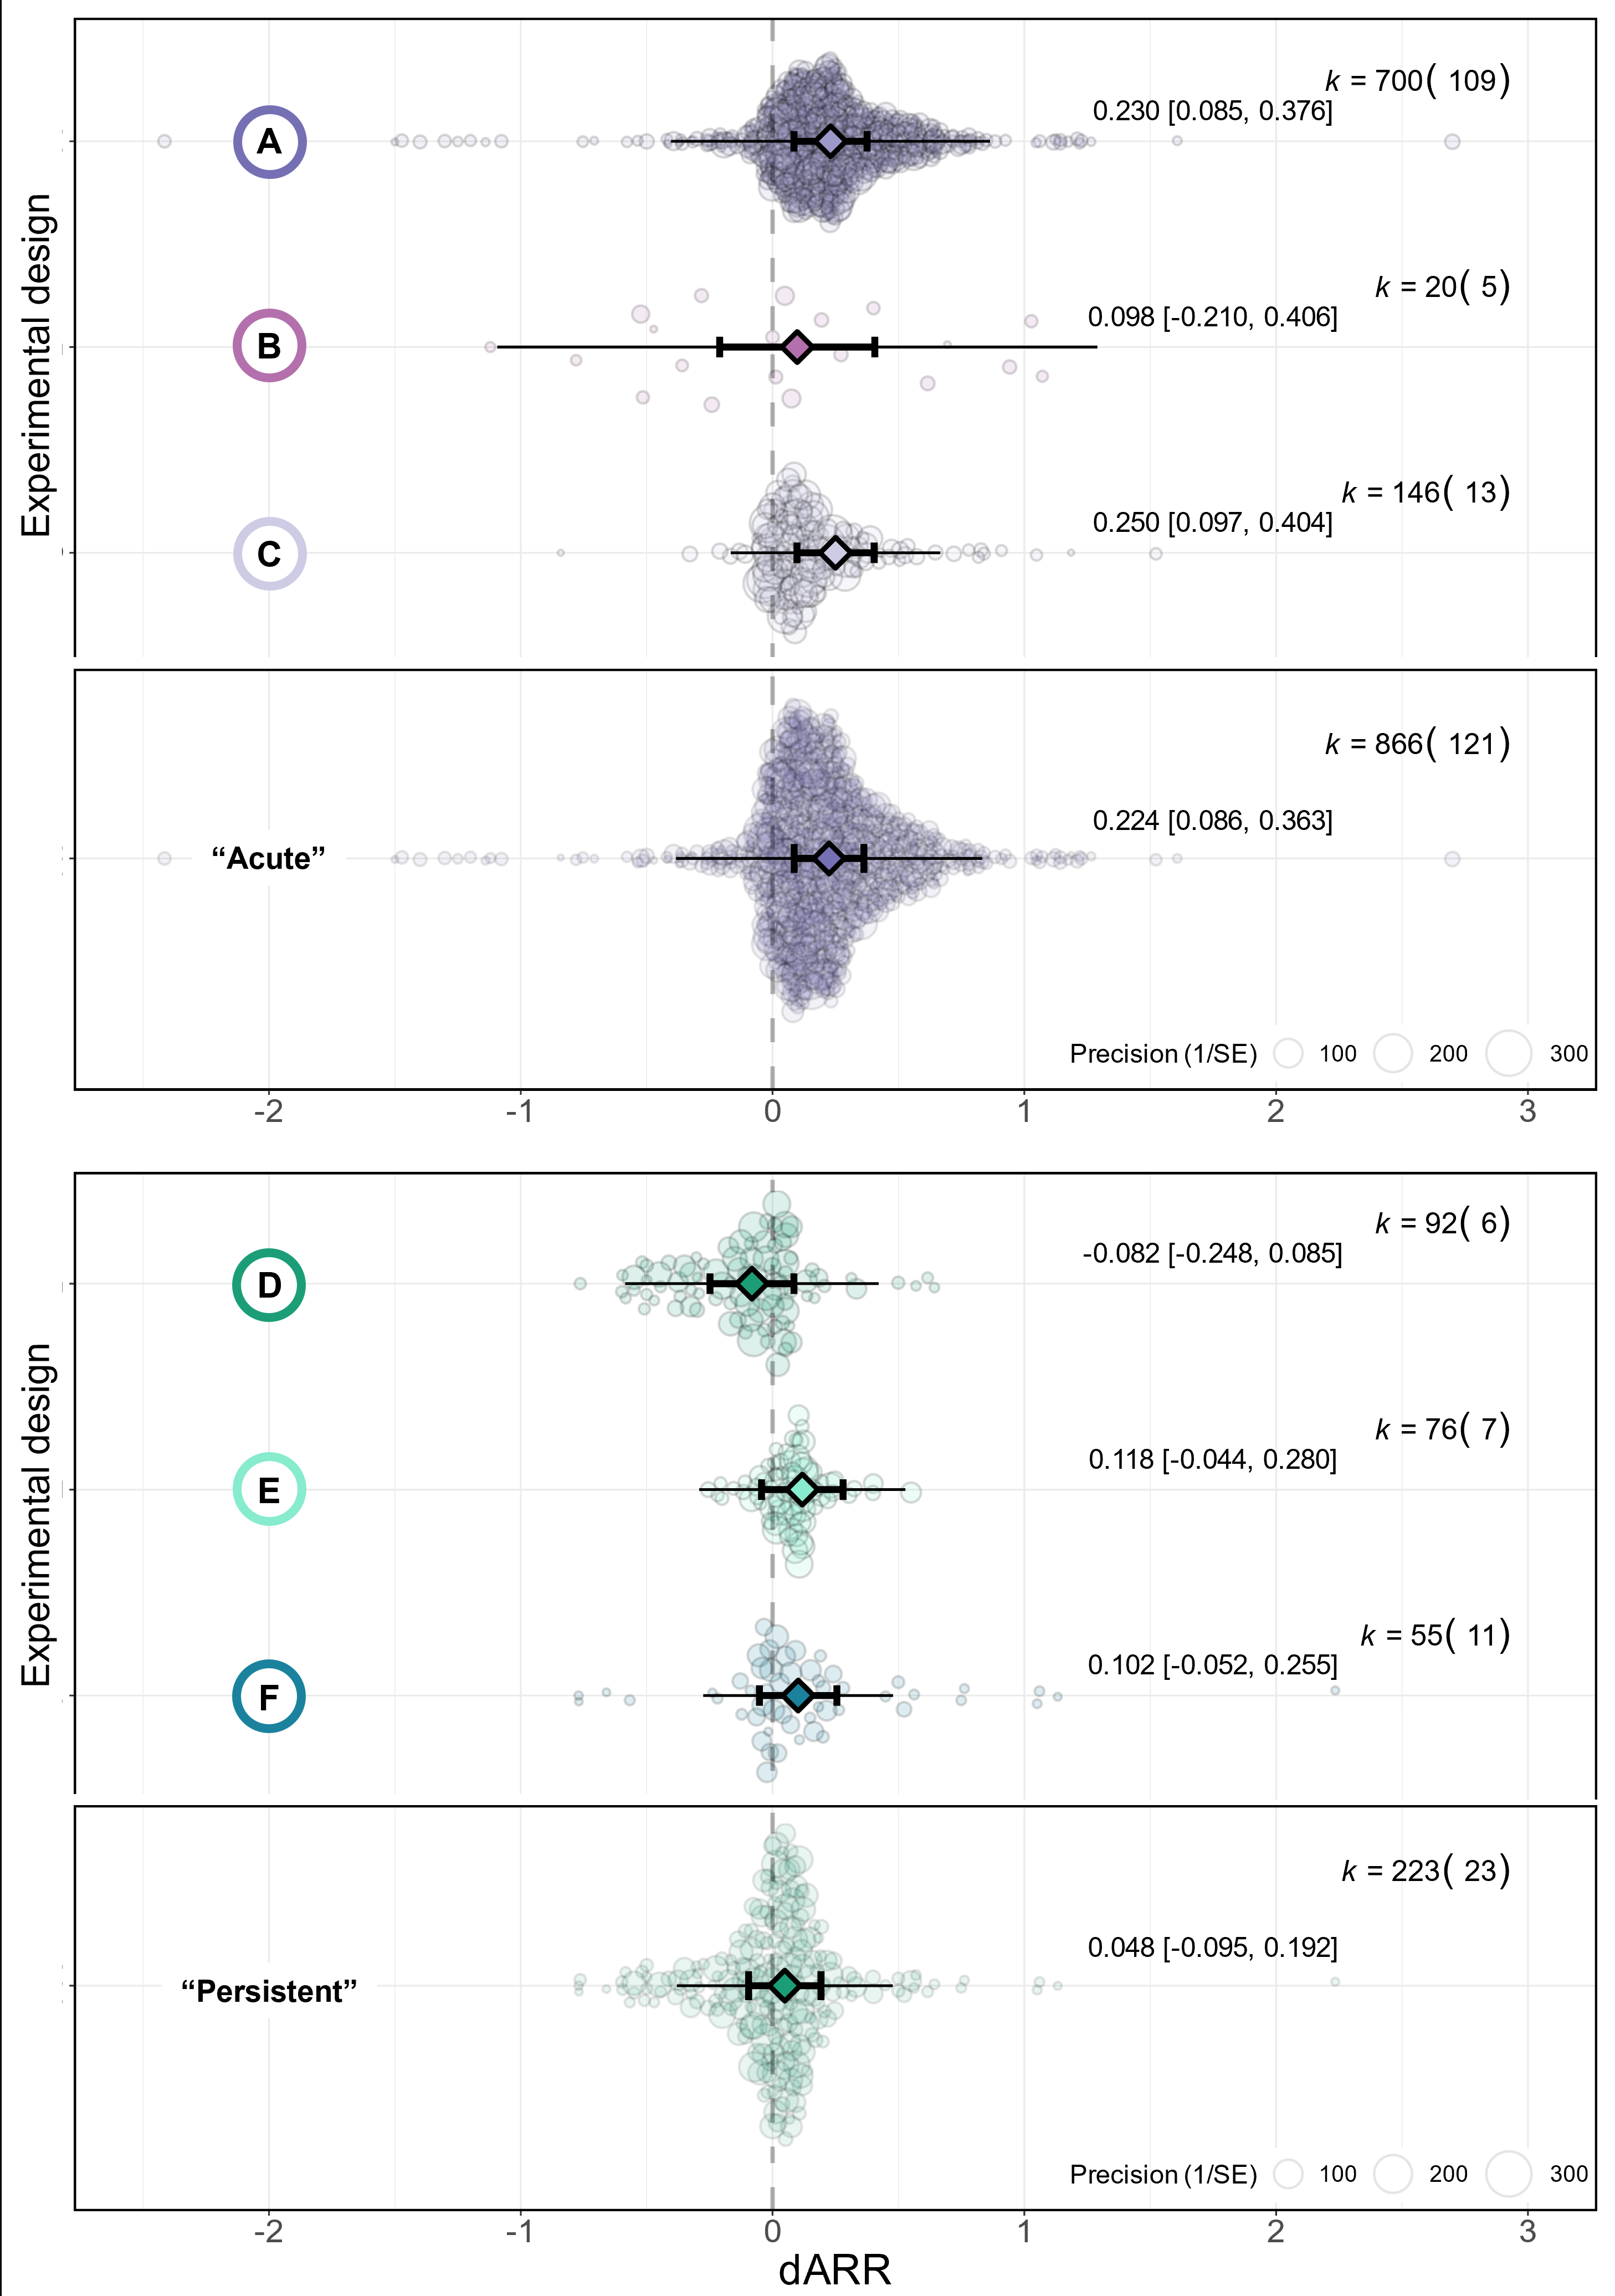 Experimental design
A
k = 700( 109)
0.230 [0.085, 0.376]
B
k = 20( 5)
0.098 [-0.210, 0.406]
C
k = 146( 13)
0.250 [0.097, 0.404]
“Acute”
k = 866( 121)
0.224 [0.086, 0.363]
Precision (1/SE) 100 200 300
-2 -1 0 1 2 3
Experimental design
D
k = 92( 6)
-0.082 [-0.248, 0.085]
E
k = 76( 7)
0.118 [-0.044, 0.280]
F
k = 55( 11)
0.102 [-0.052, 0.255]
“Persistent”
k = 223( 23)
0.048 [-0.095, 0.192]
Precision (1/SE) 100 200 300
-2 -1 0 1 2 3
dARR